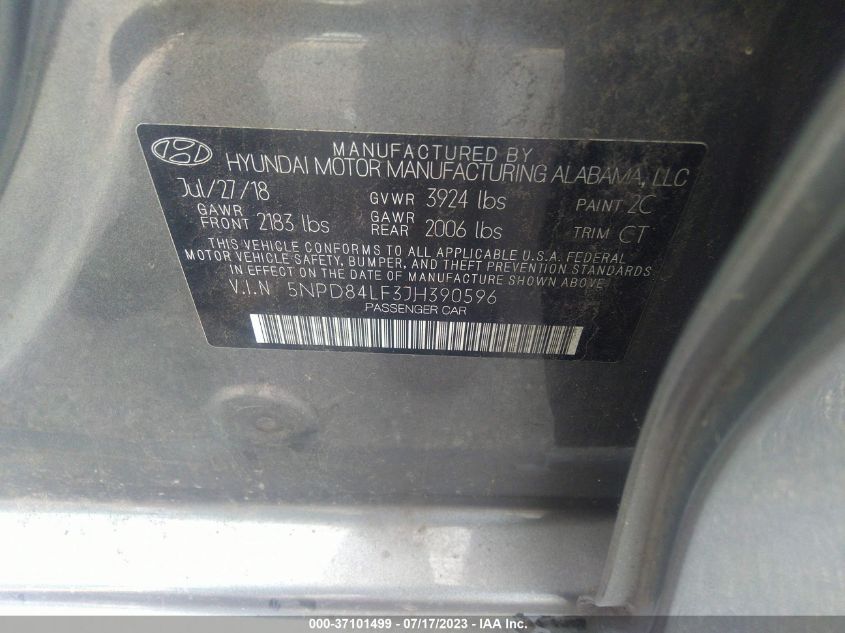 MANUFACTURED BY
HYUNDAI MOTOR MANUFACTURING ALABAMA, LLC
Jul/27/18 GVWR 3924 lbs PAINT 2C
GAWR FRONT 2183 lbs GAWR REAR 2006 lbs TRIM CT
THIS VEHICLE CONFORMS TO ALL APPLICABLE U.S.A. FEDERAL
MOTOR VEHICLE SAFETY, BUMPER, AND THEFT PREVENTION STANDARDS
IN EFFECT ON THE DATE OF MANUFACTURE SHOWN ABOVE.
V.I.N 5NPD84LF3JH390596
PASSENGER CAR
000-37101499 - 07/17/2023 - Copyright © IAA, Inc.